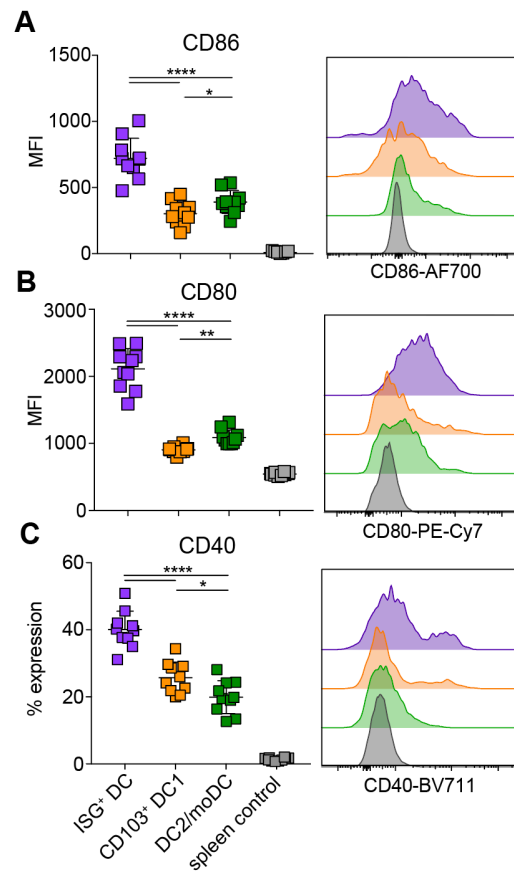 A
CD86
1500
1000
500
0
MFI
****
*
CD86-AF700
B
CD80
3000
2000
1000
0
MFI
****
**
CD80-PE-Cy7
C
CD40
60
40
20
0
% expression
****
*
CD40-BV711
ISG⁺ DC
CD103⁺ DC1
DC2/moDC
spleen control